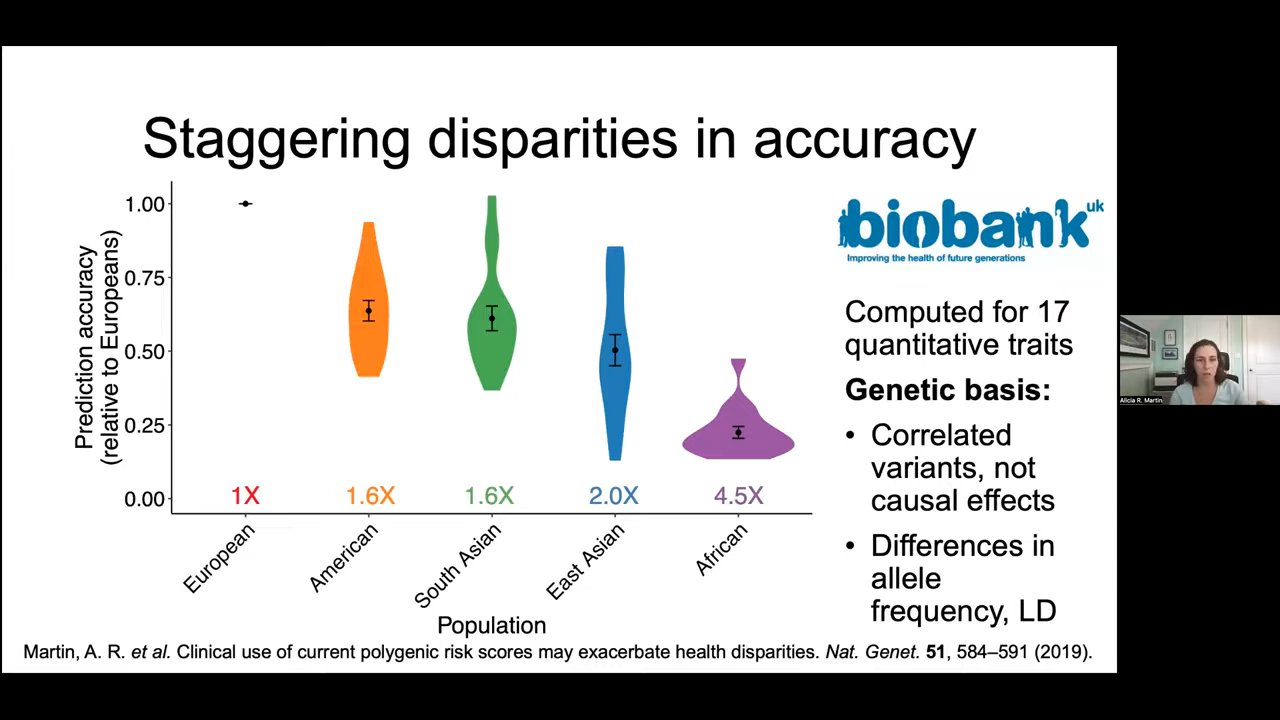 Staggering disparities in accuracy
Prediction accuracy
(relative to Europeans)
1.00
0.75
0.50
0.25
0.00
1X
1.6X
1.6X
2.0X
4.5X
European
American
South Asian
East Asian
African
Population
biobank uk
Improving the health of future generations
Computed for 17
quantitative traits
Genetic basis:
• Correlated
variants, not
causal effects
• Differences in
allele
frequency, LD
Martin, A. R. et al. Clinical use of current polygenic risk scores may exacerbate health disparities. Nat. Genet. 51, 584–591 (2019).
Alicia R. Martin